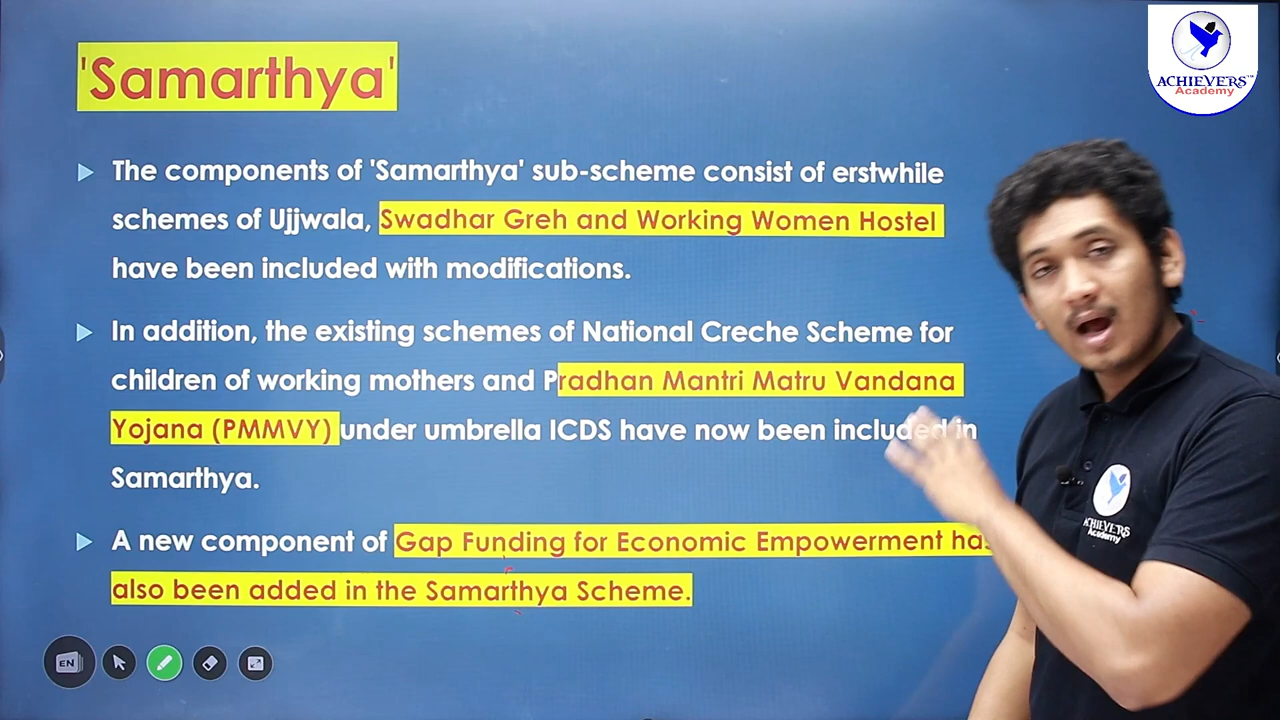 'Samarthya'
ACHIEVERS™
Academy
The components of 'Samarthya' sub-scheme consist of erstwhile
schemes of Ujjwala, Swadhar Greh and Working Women Hostel
have been included with modifications.
In addition, the existing schemes of National Creche Scheme for
children of working mothers and Pradhan Mantri Matru Vandana
Yojana (PMMVY) under umbrella ICDS have now been included in
Samarthya.
A new component of Gap Funding for Economic Empowerment has
also been added in the Samarthya Scheme.
ACHIEVERS
Academy
EN